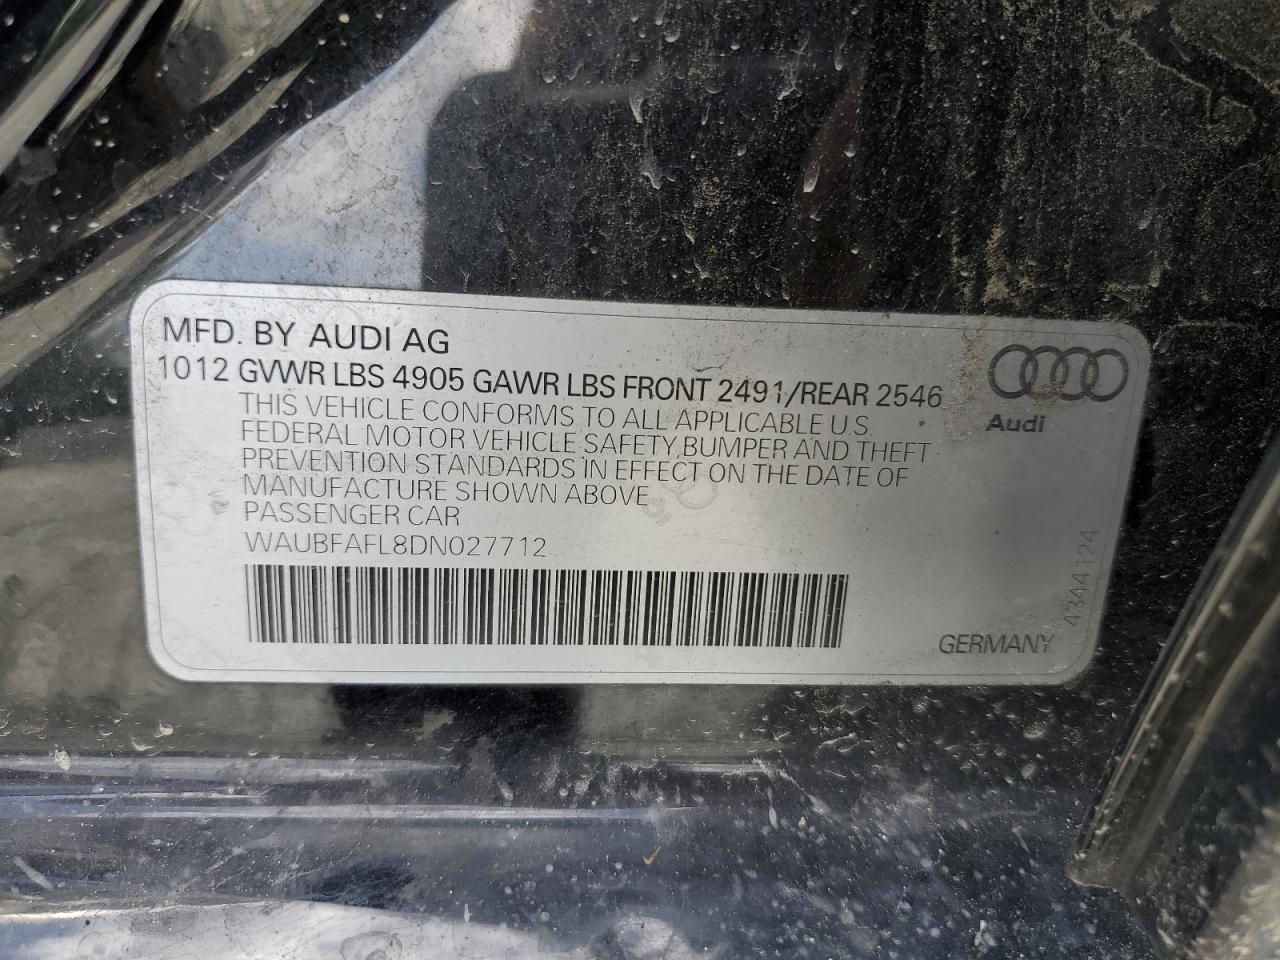 MFD. BY AUDI AG
1012 GVWR LBS 4905 GAWR LBS FRONT 2491/REAR 2546
THIS VEHICLE CONFORMS TO ALL APPLICABLE U.S.
FEDERAL MOTOR VEHICLE SAFETY, BUMPER AND THEFT
PREVENTION STANDARDS IN EFFECT ON THE DATE OF
MANUFACTURE SHOWN ABOVE
PASSENGER CAR
WAUBFAFL8DN027712
Audi
4344124
GERMANY